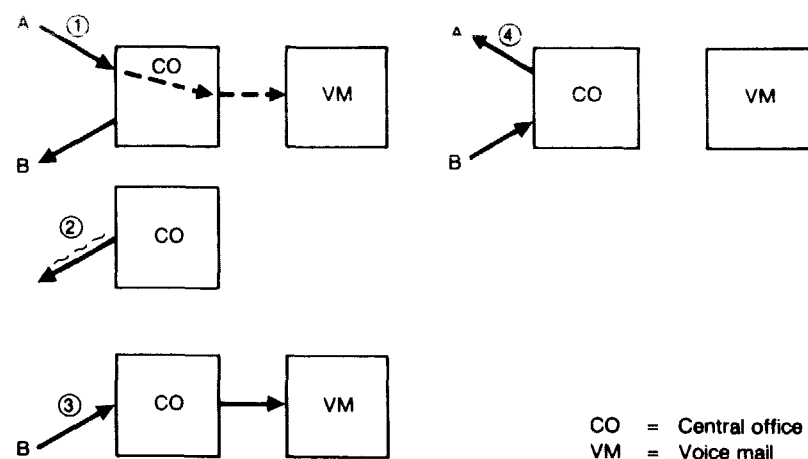 A ①
CO
VM
B
②
CO
③
CO
VM
B
A ④
CO
VM
B
CO = Central office
VM = Voice mail